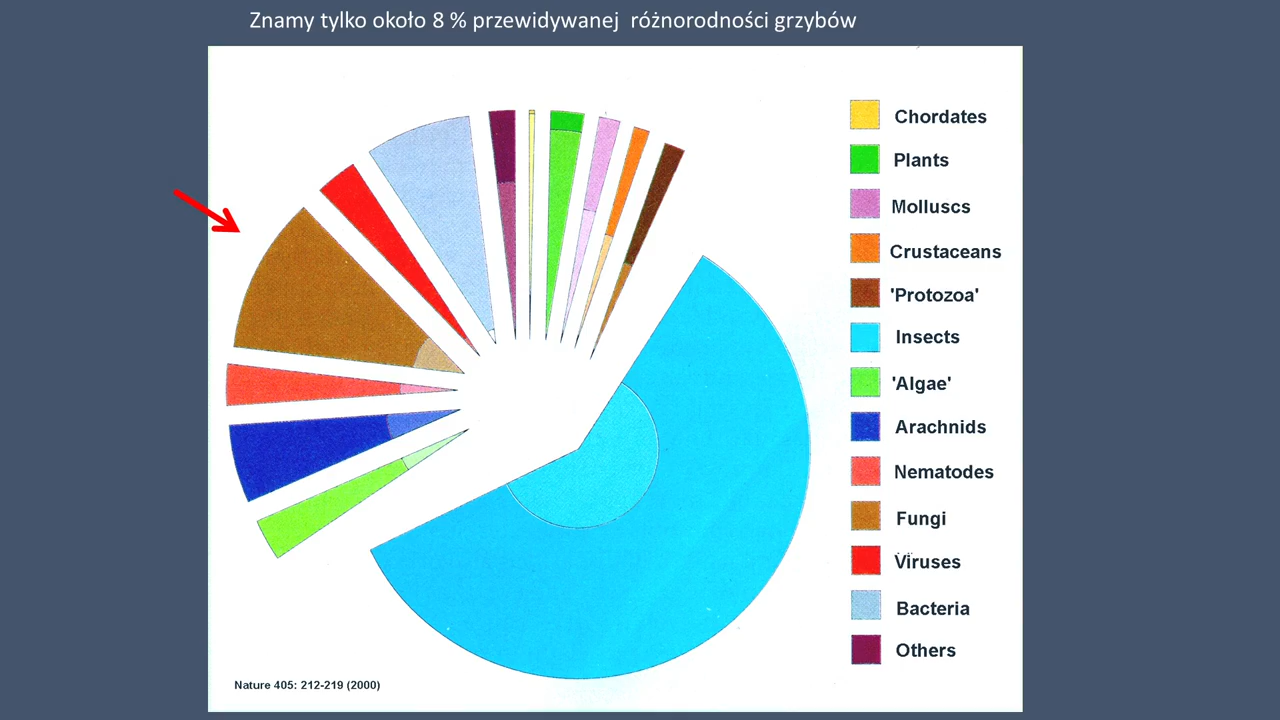 Znamy tylko około 8 % przewidywanej  różnorodności grzybów
Chordates
Plants
Molluscs
Crustaceans
'Protozoa'
Insects
'Algae'
Arachnids
Nematodes
Fungi
Viruses
Bacteria
Others
Nature 405: 212-219 (2000)